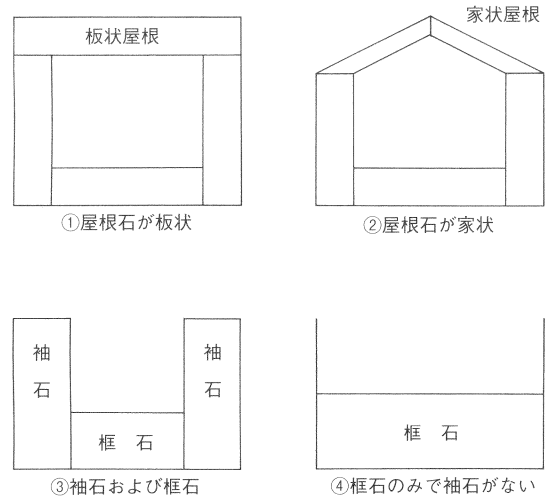 板状屋根
①屋根石が板状
家状屋根
②屋根石が家状
袖石
袖石
框 石
③袖石および框石
框 石
④框石のみで袖石がない